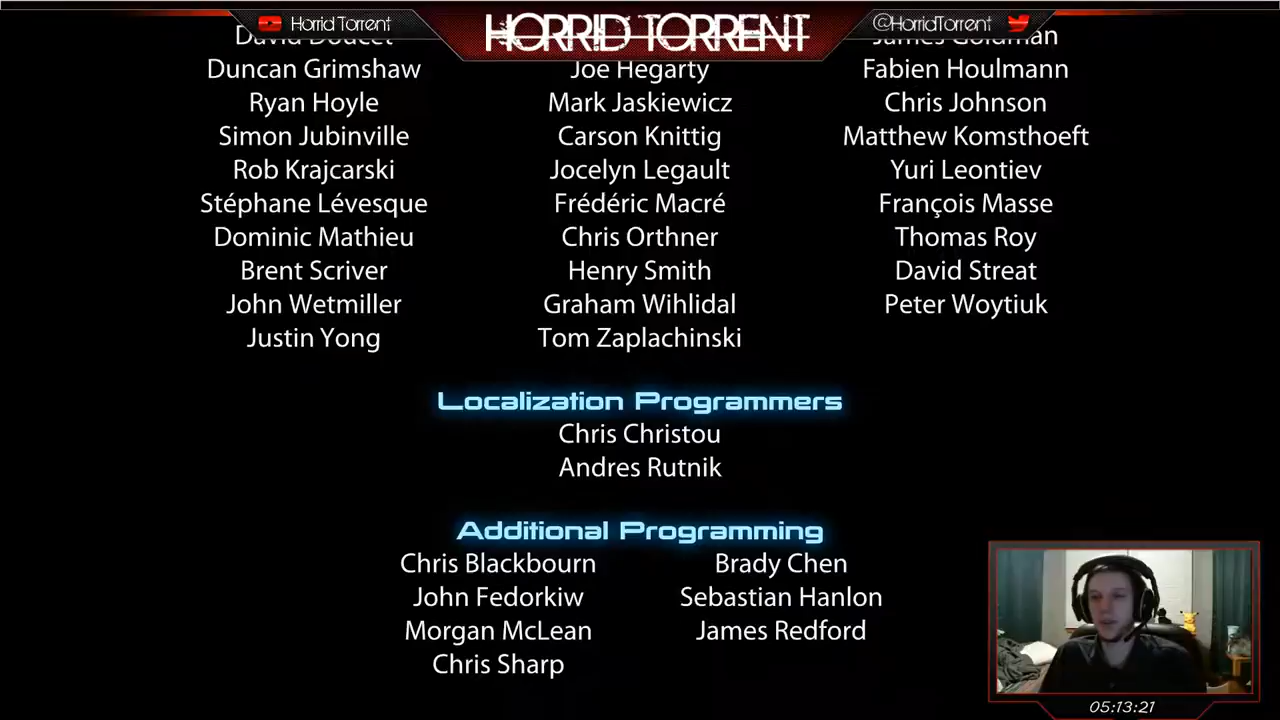 Horrid Torrent
HORRID TORRENT
@HorridTorrent
David Doucet
James Goldman
Duncan Grimshaw
Joe Hegarty
Fabien Houlmann
Ryan Hoyle
Mark Jaskiewicz
Chris Johnson
Simon Jubinville
Carson Knittig
Matthew Komsthoeft
Rob Krajcarski
Jocelyn Legault
Yuri Leontiev
Stéphane Lévesque
Frédéric Macré
François Masse
Dominic Mathieu
Chris Orthner
Thomas Roy
Brent Scriver
Henry Smith
David Streat
John Wetmiller
Graham Wihlidal
Peter Woytiuk
Justin Yong
Tom Zaplachinski
Localization Programmers
Chris Christou
Andres Rutnik
Additional Programming
Chris Blackbourn
Brady Chen
John Fedorkiw
Sebastian Hanlon
Morgan McLean
James Redford
Chris Sharp
05:13:21